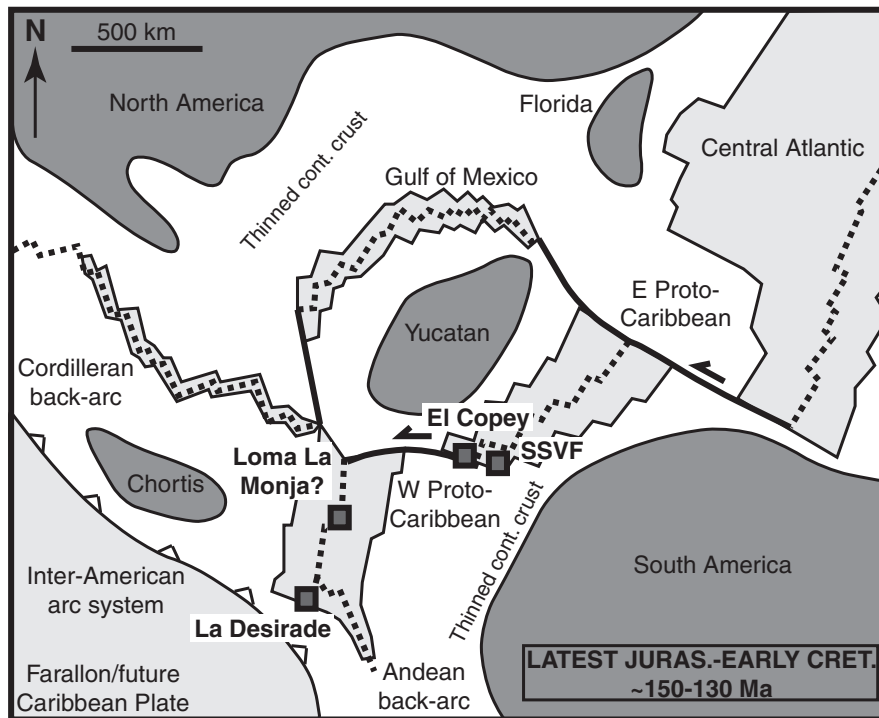 N
500 km
North America
Florida
Central Atlantic
Thinned cont. crust
Gulf of Mexico
E Proto-
Caribbean
Yucatan
Cordilleran
back-arc
El Copey
SSVF
Loma La
Monja?
Chortis
W Proto-
Caribbean
Thinned cont. crust
South America
Inter-American
arc system
La Desirade
Farallon/future
Caribbean Plate
Andean
back-arc
LATEST JURAS.-EARLY CRET.
~150-130 Ma